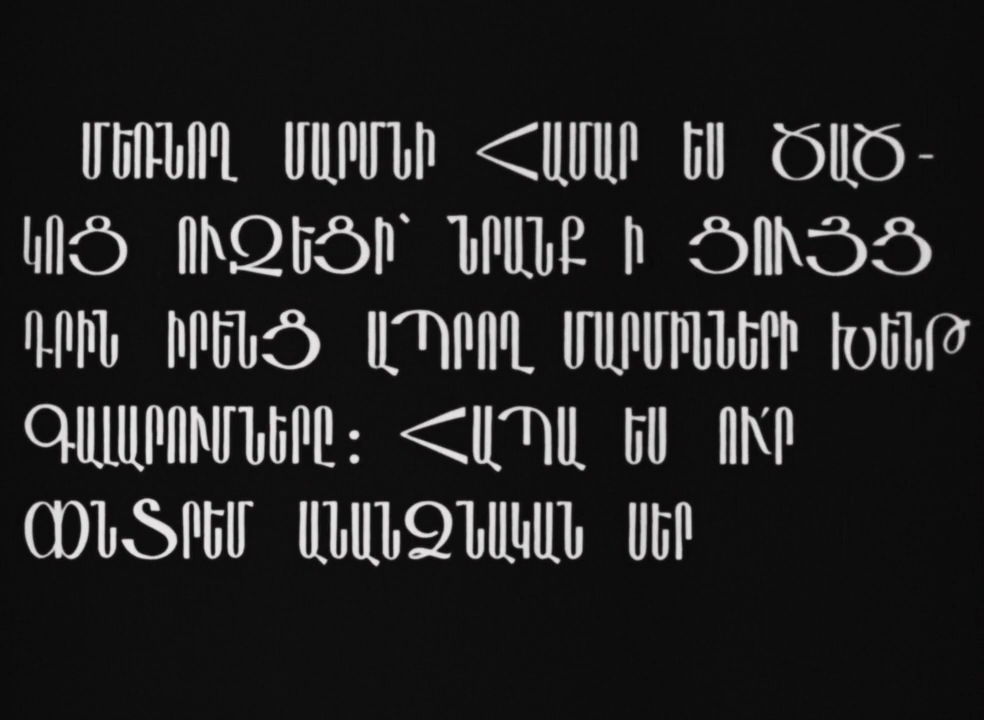 ՄԵՌՆՈՂ ՄԱՐՄՆԻ ՀԱՄԱՐ ԵՍ ԾԱԾ-
ԿՈՑ ՈՒԶԵՑԻ՝ ՆՐԱՆՔ Ի ՑՈՒՅՑ
ԴՐԻՆ ԻՐԵՆՑ ԱՊՐՈՂ ՄԱՐՄԻՆՆԵՐԻ ԽԵՆԹ
ԳԱԼԱՐՈՒՄՆԵՐԸ: ՀԱՊԱ ԵՍ ՈՒ՛Ր
ՓՆՏՐԵՄ ԱՆԱՆՁՆԱԿԱՆ ՍԵՐ